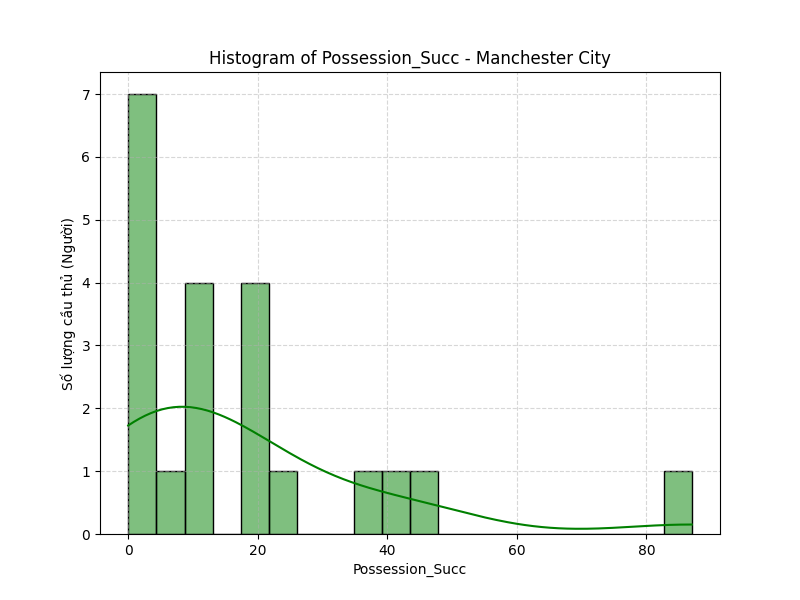 Histogram of Possession_Succ - Manchester City
Số lượng cầu thủ (Người)
7
6
5
4
3
2
1
0
0 20 40 60 80
Possession_Succ